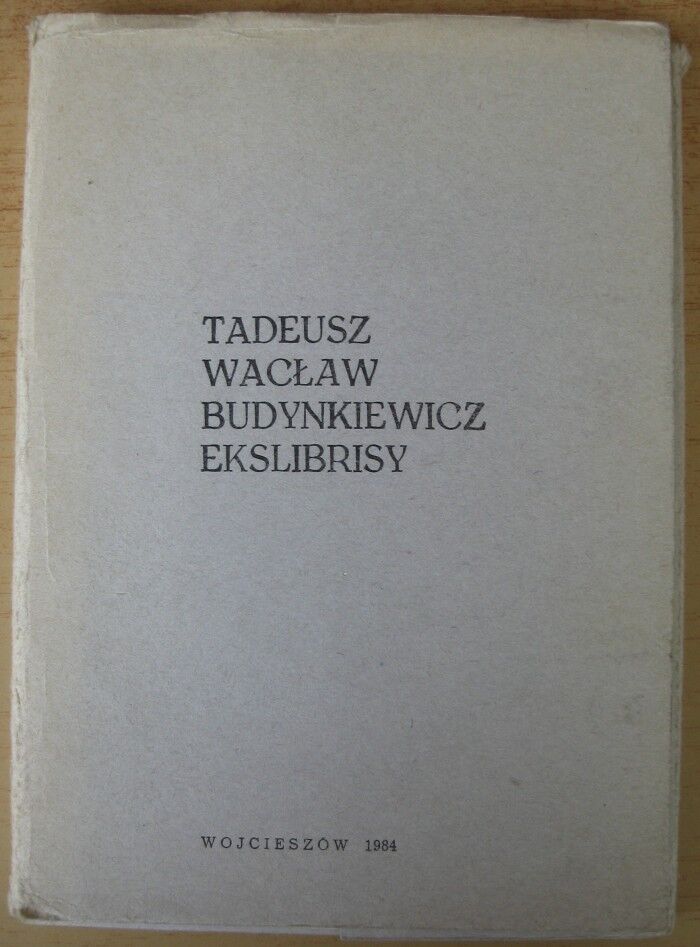 TADEUSZ
WACŁAW
BUDYNKIEWICZ
EKSLIBRISY
WOJCIESZÓW 1984